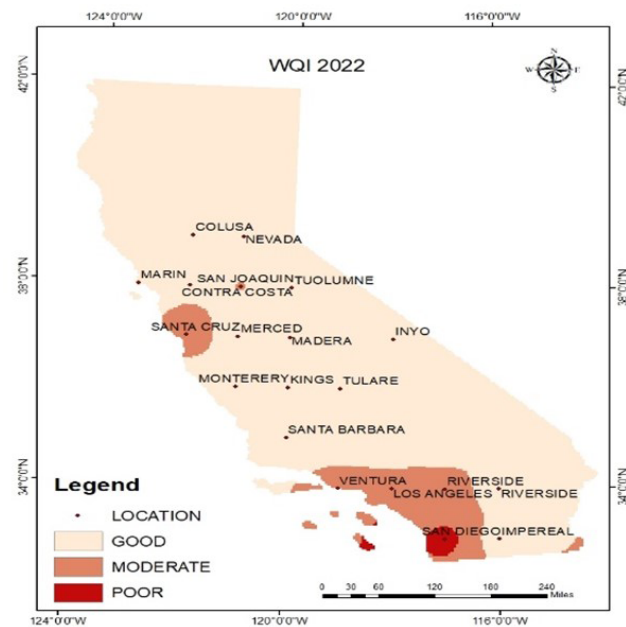 124°0'0"W 120°0'0"W 116°0'0"W
WQI 2022
N
W E
S
42°0'0"N 42°0'0"N
COLUSA
NEVADA
38°0'0"N 38°0'0"N
MARIN SAN JOAQUIN TUOLUMNE
CONTRA COSTA
SANTA CRUZ MERCED INYO
MADERA
MONTERERY KINGS TULARE
SANTA BARBARA
34°0'0"N 34°0'0"N
VENTURA RIVERSIDE
LOS ANGELES RIVERSIDE
SAN DIEGO IMPEREAL
Legend
LOCATION
GOOD
MODERATE
POOR
0 30 60 120 180 240
Miles
124°0'0"W 120°0'0"W 116°0'0"W